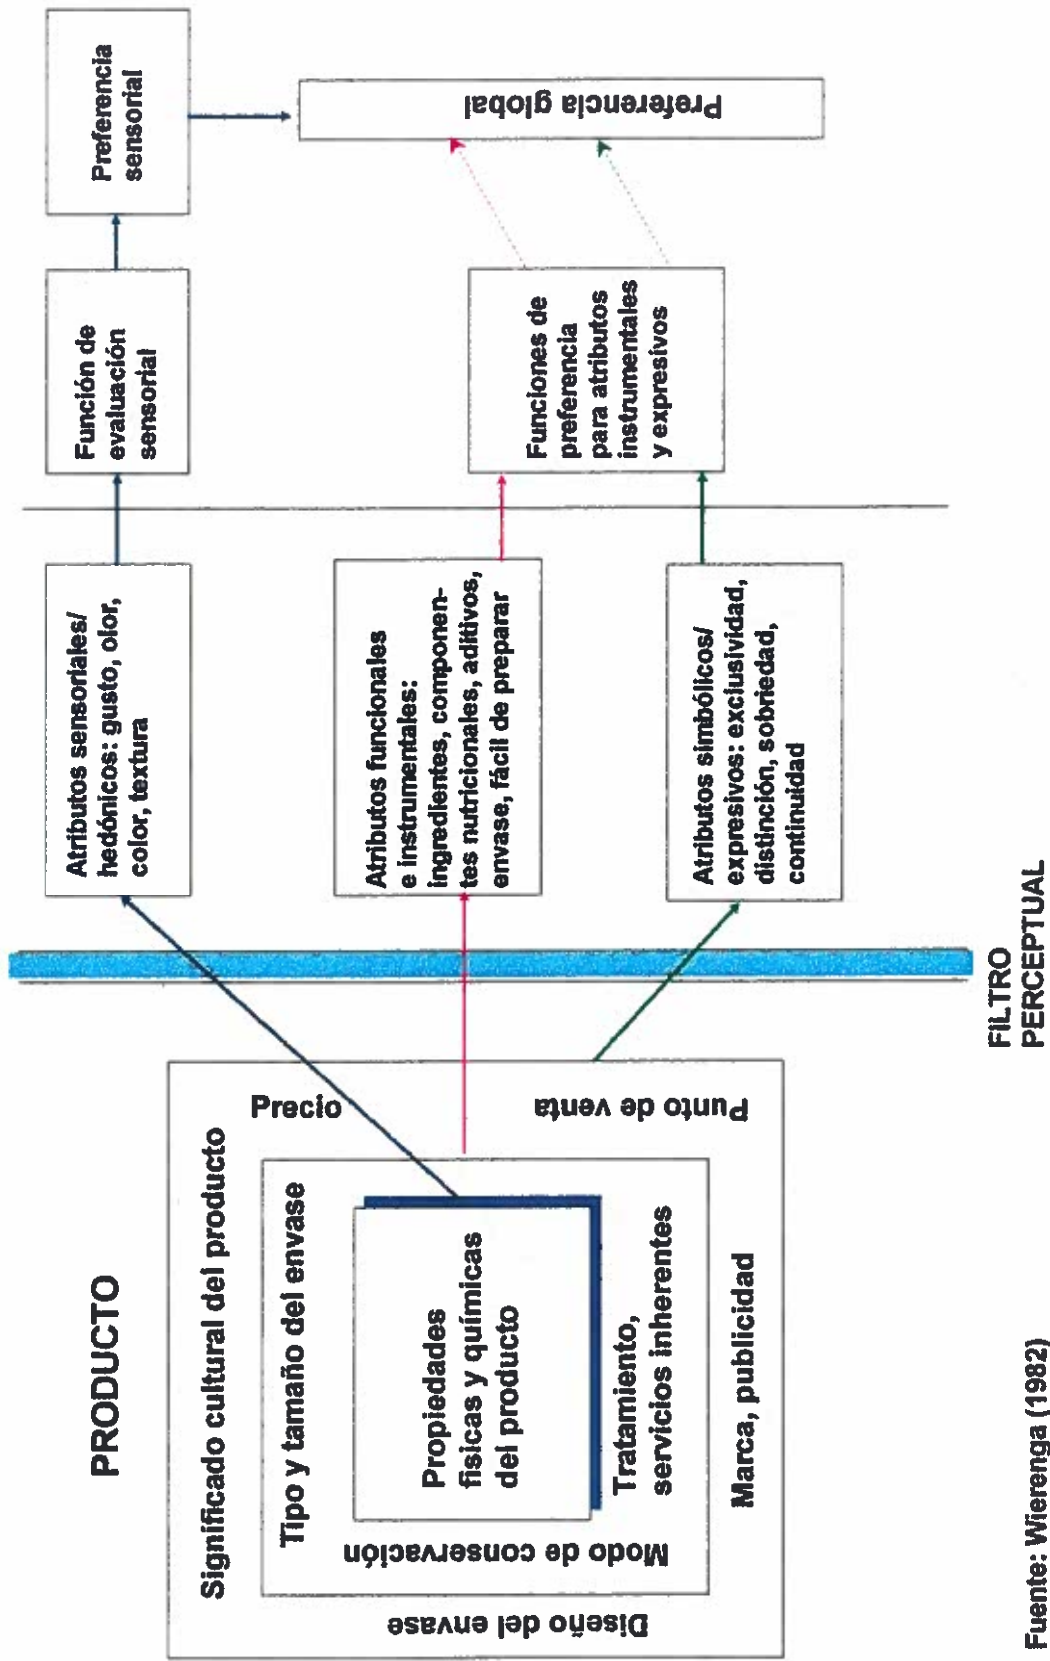 PRODUCTO
Significado cultural del producto
Precio
Tipo y tamaño del envase
Propiedades
físicas y químicas
del producto
Modo de conservación
Tratamiento,
servicios inherentes
Diseño del envase
Punto de venta
Marca, publicidad
FILTRO
PERCEPTUAL
Atributos sensoriales/
hedónicos: gusto, olor,
color, textura
Atributos funcionales
e instrumentales:
ingredientes, componen-
tes nutricionales, aditivos,
envase, fácil de preparar
Atributos simbólicos/
expresivos: exclusividad,
distinción, sobriedad,
continuidad
Función de
evaluación
sensorial
Funciones de
preferencia
para atributos
instrumentales
y expresivos
Preferencia
sensorial
Preferencia global
Fuente: Wierenga (1982)